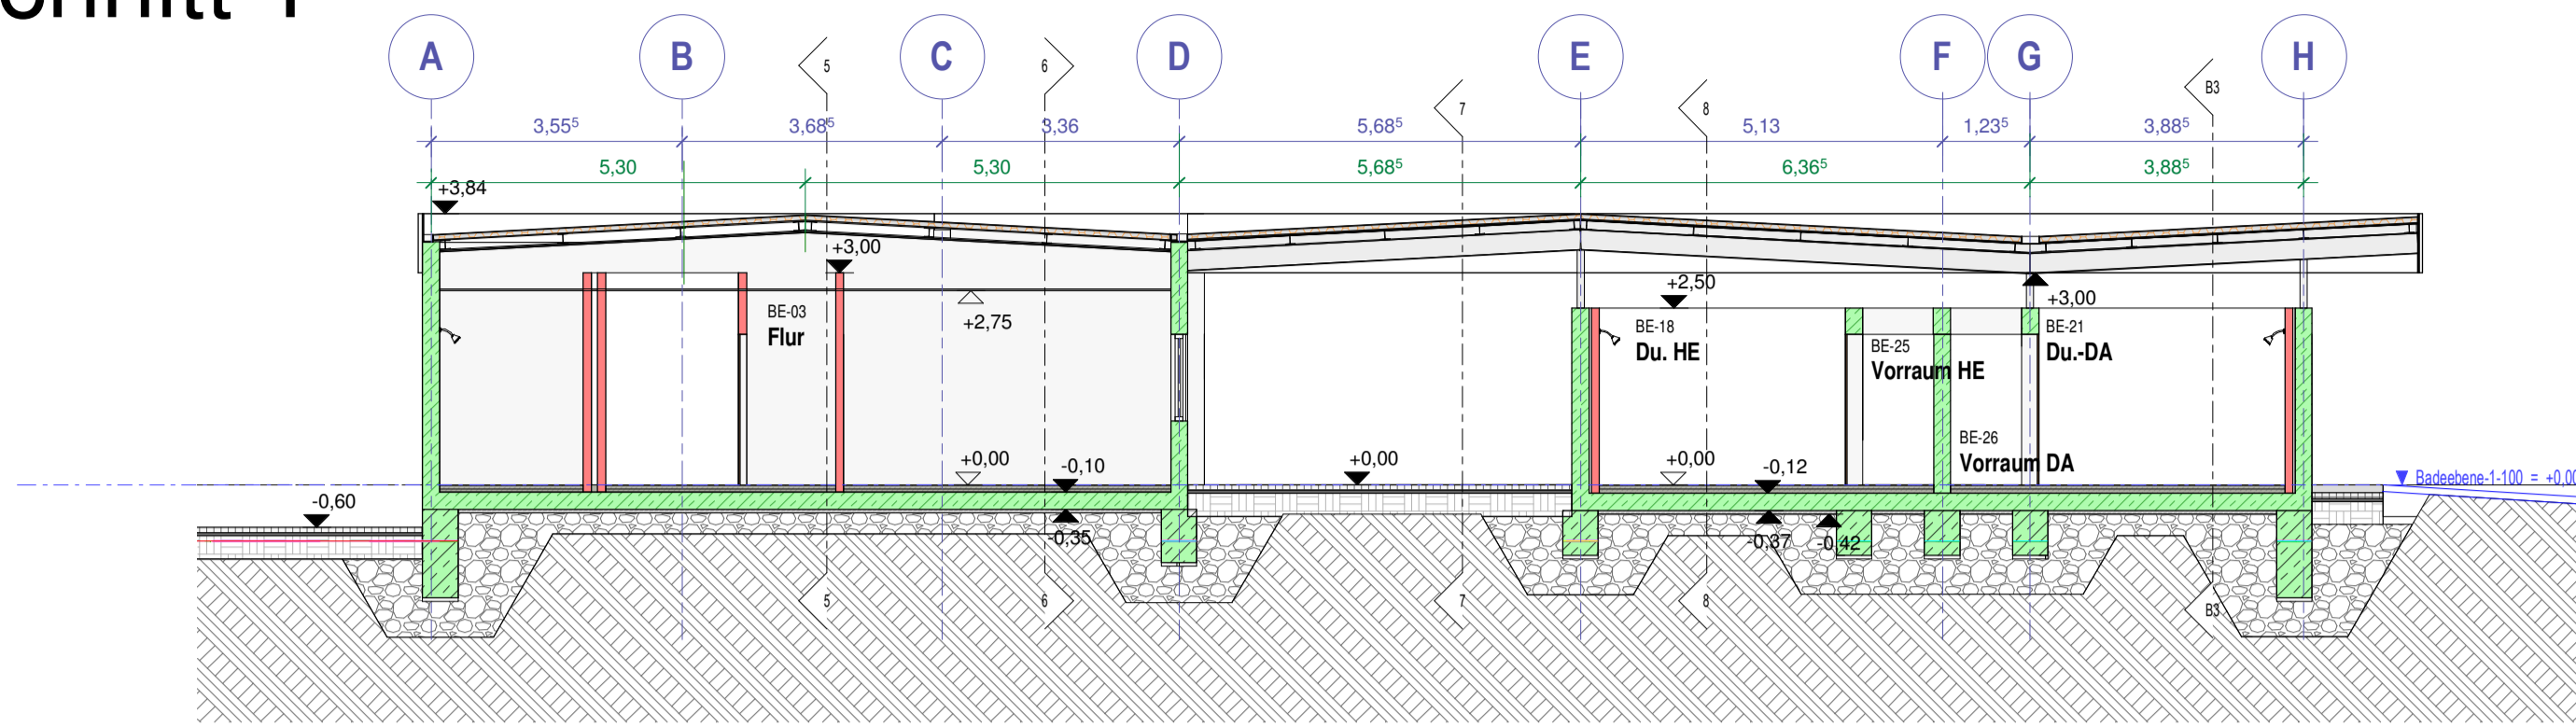 A B C D E F G H
5 6 7 8 B3
3,55⁵ 3,68⁵ 3,36 5,68⁵ 5,13 1,23⁵ 3,88⁵
5,30 5,30 5,68⁵ 6,36⁵ 3,88⁵
+3,84
+3,00
+2,50
+3,00
+2,75
BE-03
Flur
BE-18
Du. HE
BE-25
Vorraum HE
BE-21
Du.-DA
BE-26
Vorraum DA
+0,00 -0,10 +0,00 +0,00 -0,12
Badeebene-1-100 = +0,00
-0,60
-0,35 -0,37 -0,42
5 6 7 8 B3